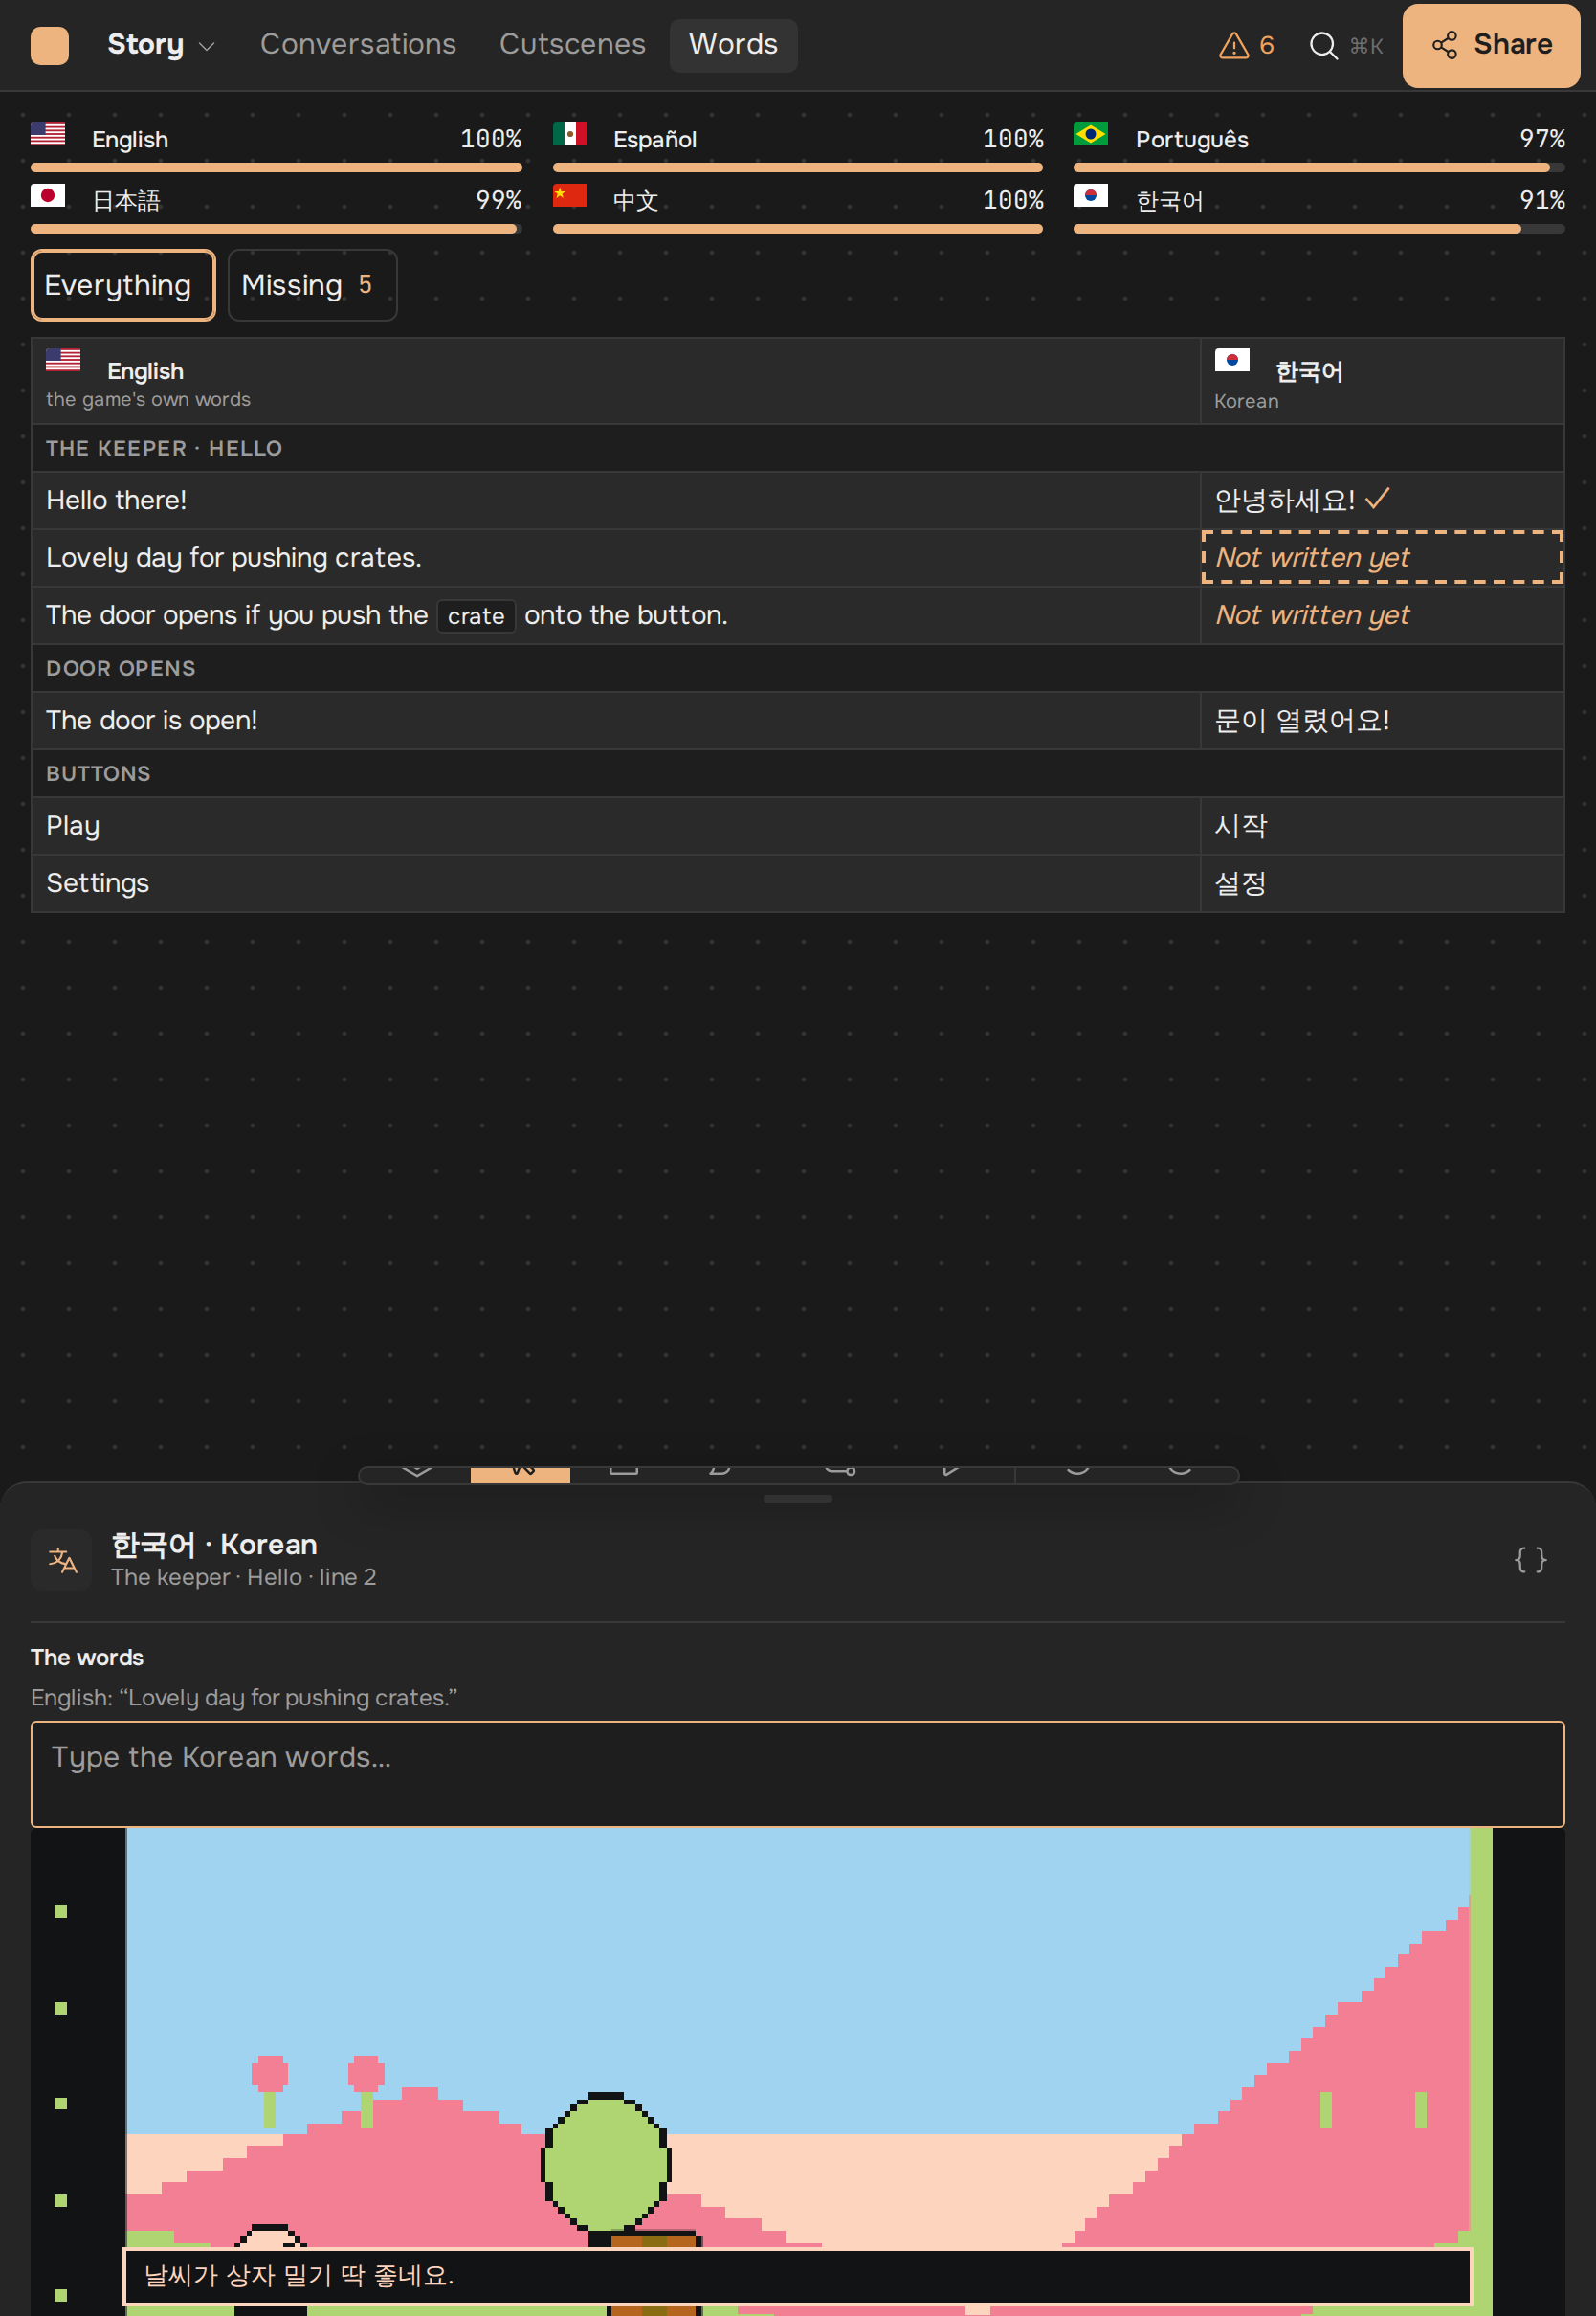 Story Conversations Cutscenes Words 6 ⌘K Share
English 100% Español 100% Português 97%
日本語 99% 中文 100% 한국어 91%
Everything Missing 5
English 한국어
the game's own words Korean
THE KEEPER · HELLO
Hello there! 안녕하세요!
Lovely day for pushing crates. Not written yet
The door opens if you push the crate onto the button. Not written yet
DOOR OPENS
The door is open! 문이 열렸어요!
BUTTONS
Play 시작
Settings 설정
한국어 · Korean
The keeper · Hello · line 2
{ }
The words
English: “Lovely day for pushing crates.”
Type the Korean words...
날씨가 상자 밀기 딱 좋네요.